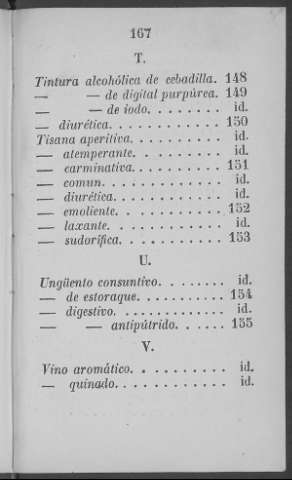 167
T.
Tintura alcohólica de cebadilla. 148
— — de digital purpúrea. 149
— — de iodo. . . . . . . . id.
— diurética. . . . . . . . . . . . 150
Tisana aperitiva. . . . . . . . . . id.
— atemperante. . . . . . . . . . id.
— carminativa. . . . . . . . . . 151
— comun. . . . . . . . . . . . id.
— diurética. . . . . . . . . . . id.
— emoliente. . . . . . . . . . . 152
— laxante. . . . . . . . . . . id.
— sudorífica. . . . . . . . . . . 153
U.
Ungüento consuntivo. . . . . . . . id.
— de estoraque. . . . . . . . . . 154
— digestivo. . . . . . . . . . . id.
— — antipútrido. . . . . . 155
V.
Vino aromático. . . . . . . . . . id.
— quinado. . . . . . . . . . . . id.